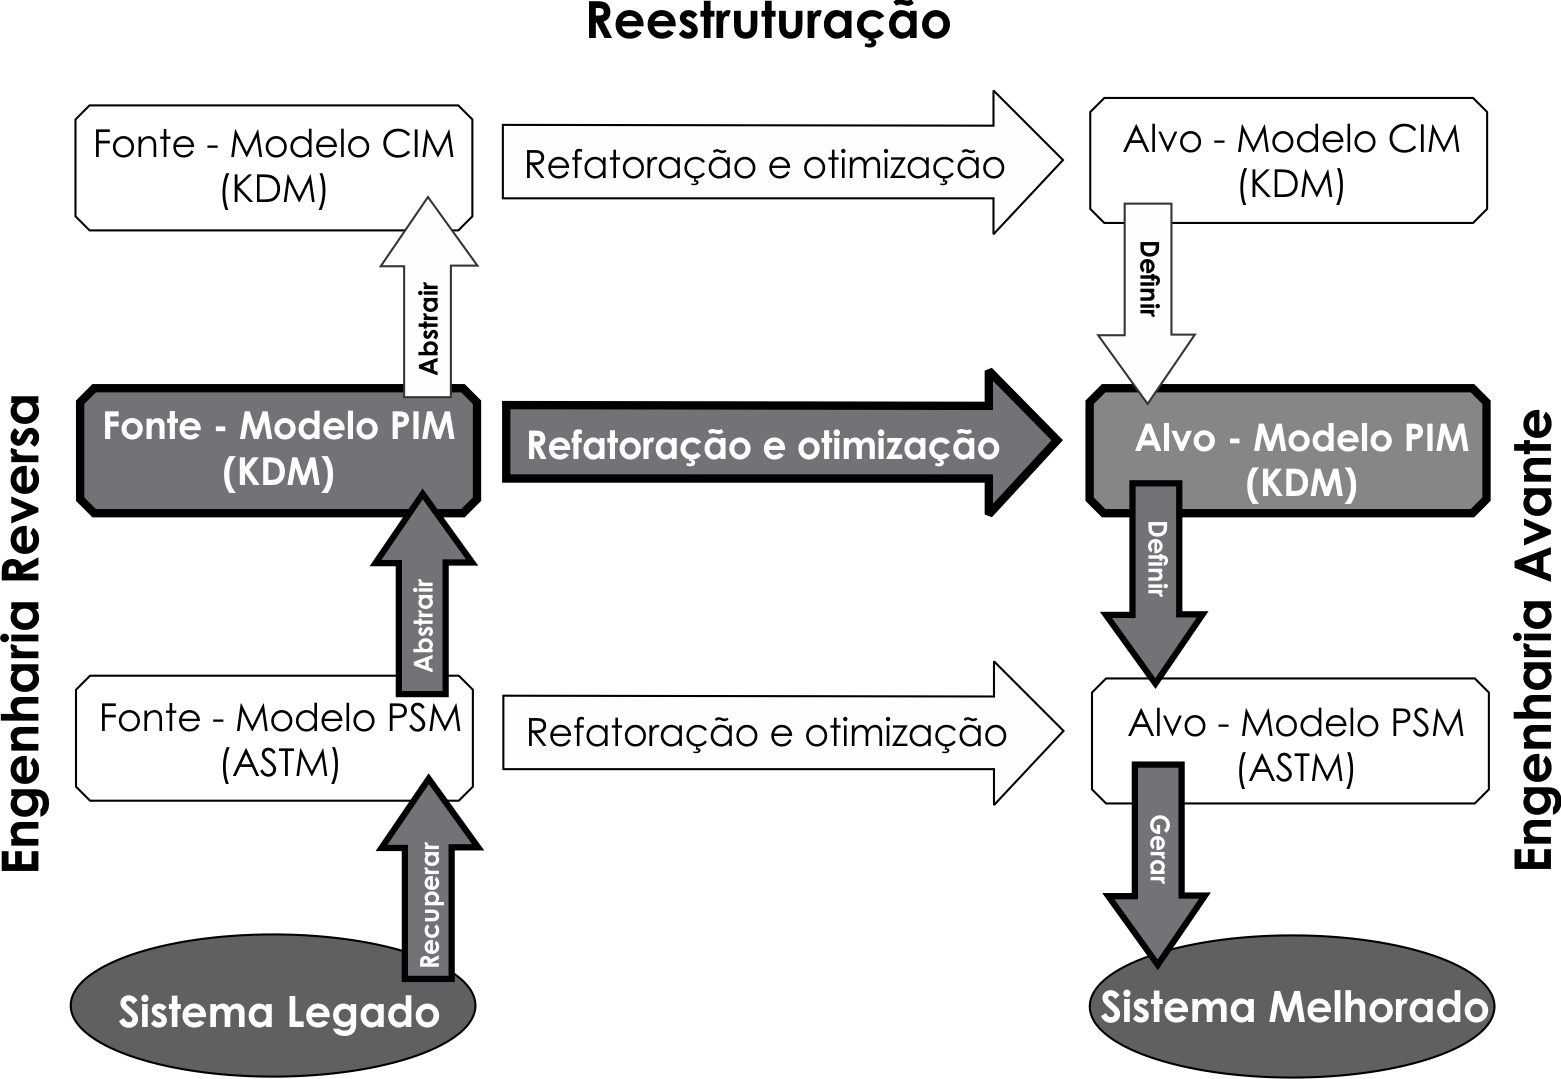 Reestruturação
Fonte - Modelo CIM
(KDM)
Refatoração e otimização
Alvo - Modelo CIM
(KDM)
Abstrair
Definir
Fonte - Modelo PIM
(KDM)
Refatoração e otimização
Alvo - Modelo PIM
(KDM)
Engenharia Reversa
Engenharia Avante
Abstrair
Definir
Fonte - Modelo PSM
(ASTM)
Refatoração e otimização
Alvo - Modelo PSM
(ASTM)
Recuperar
Gerar
Sistema Legado
Sistema Melhorado